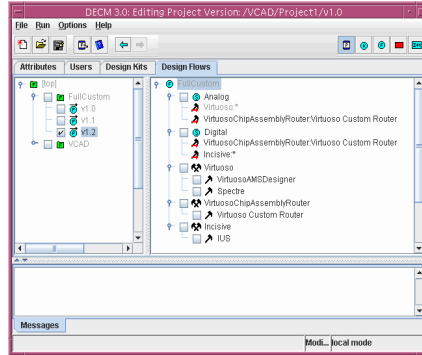 DECM 3.0: Editing Project Version: /VCAD/Project1/v1.0
File Run Options Help
Attributes Users Design Kits Design Flows
[top]
FullCustom
v1.0
v1.1
v1.2
VCAD
FullCustom
Analog
Virtuoso:*
VirtuosoChipAssemblyRouter:Virtuoso Custom Router
Digital
VirtuosoChipAssemblyRouter:Virtuoso Custom Router
Incisive:*
Virtuoso
VirtuosoAMSDesigner
Spectre
VirtuosoChipAssemblyRouter
Virtuoso Custom Router
Incisive
IUS
Messages
Modi... local mode